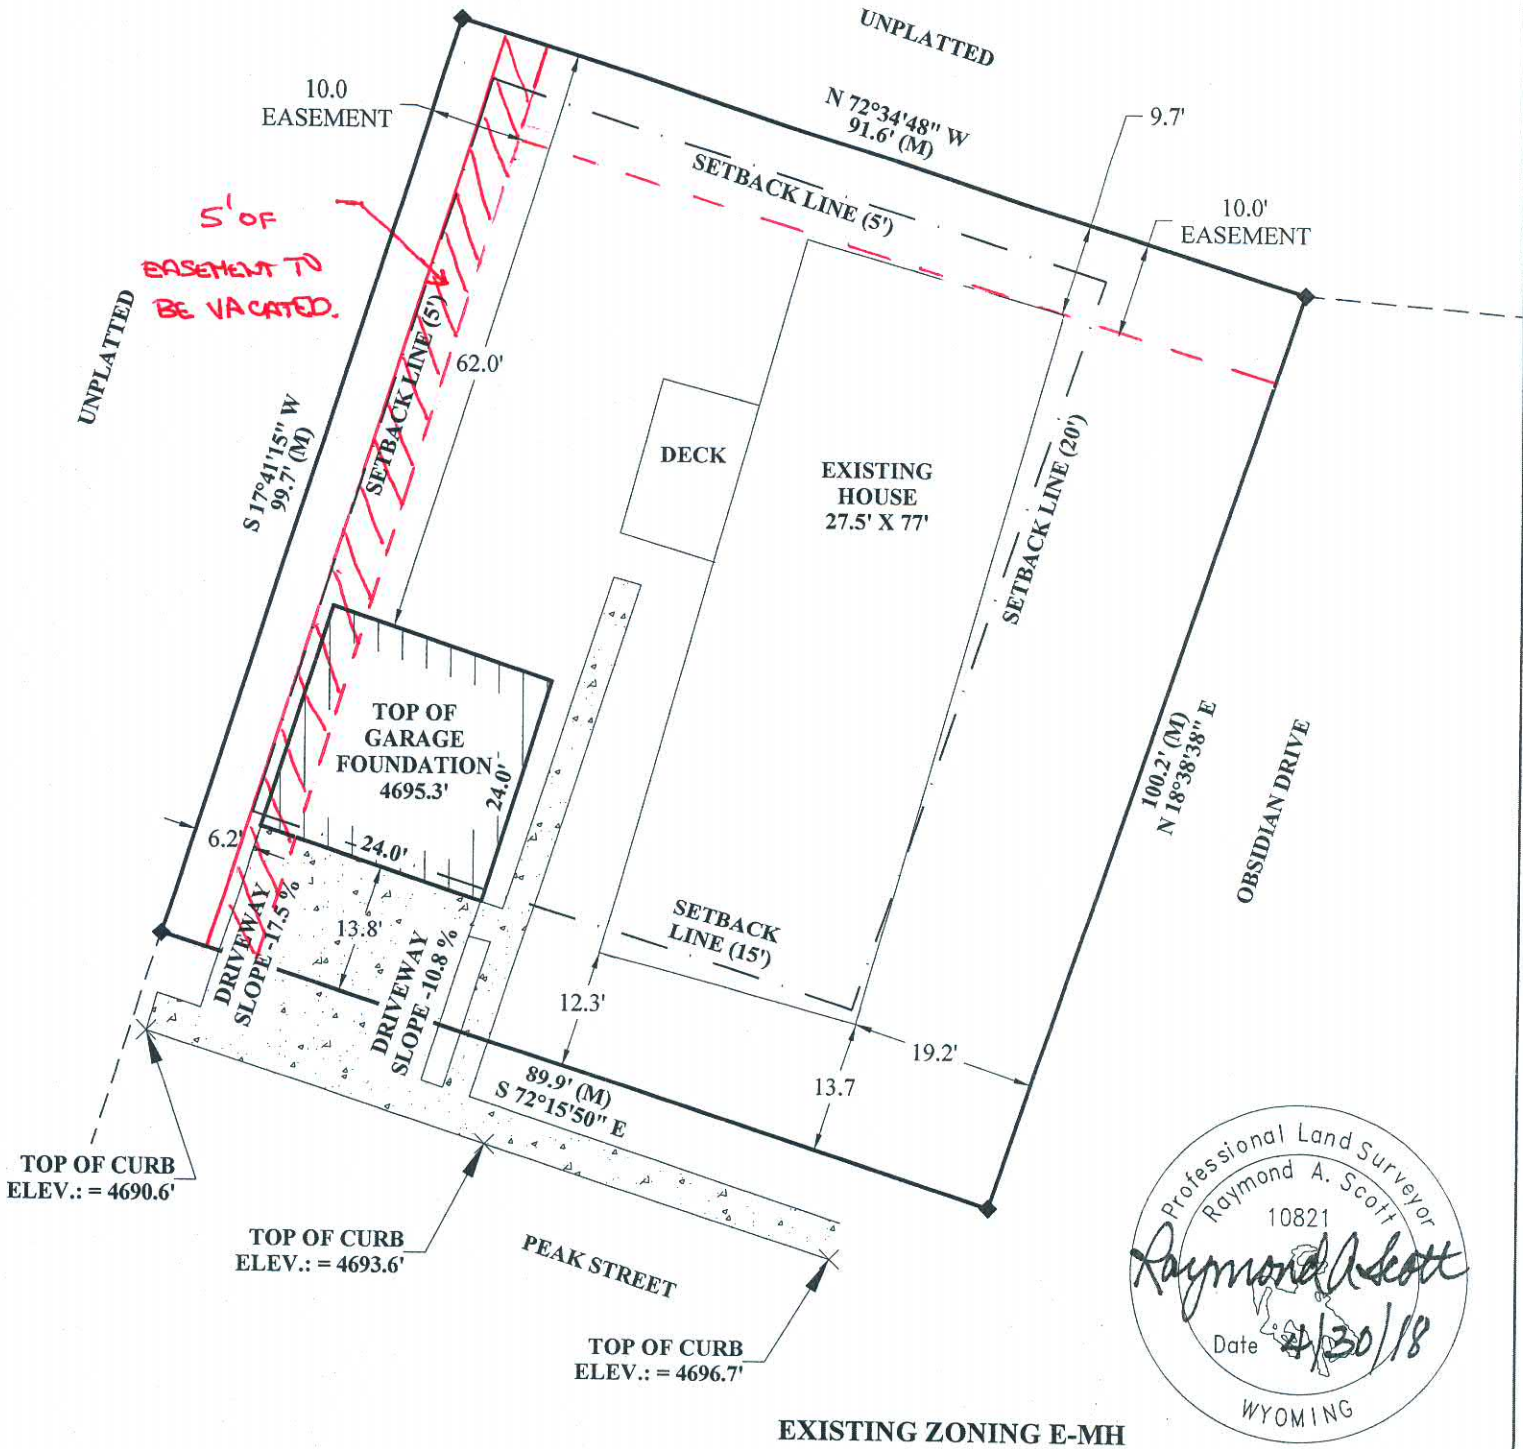 UNPLATTED
10.0
EASEMENT
N 72°34'48" W
91.6' (M)
9.7'
SETBACK LINE (5')
10.0'
EASEMENT
5' OF
EASEMENT TO
BE VACATED.
UNPLATTED
SETBACK LINE (5')
62.0'
S 17°41'15" W
99.7' (M)
DECK
EXISTING
HOUSE
27.5' X 77'
SETBACK LINE (20')
TOP OF
GARAGE
FOUNDATION
4695.3'
24.0'
24.0'
6.2'
100.2' (M)
N 18°38'38" E
OBSIDIAN DRIVE
DRIVEWAY
SLOPE -17.5 %
13.8'
DRIVEWAY
SLOPE -10.8 %
SETBACK
LINE (15')
12.3'
19.2'
13.7
89.9' (M)
S 72°15'50" E
TOP OF CURB
ELEV.: = 4690.6'
TOP OF CURB
ELEV.: = 4693.6'
PEAK STREET
TOP OF CURB
ELEV.: = 4696.7'
Professional Land Surveyor
Raymond A. Scott
10821
Raymond A Scott
Date 4/30/18
WYOMING
EXISTING ZONING E-MH